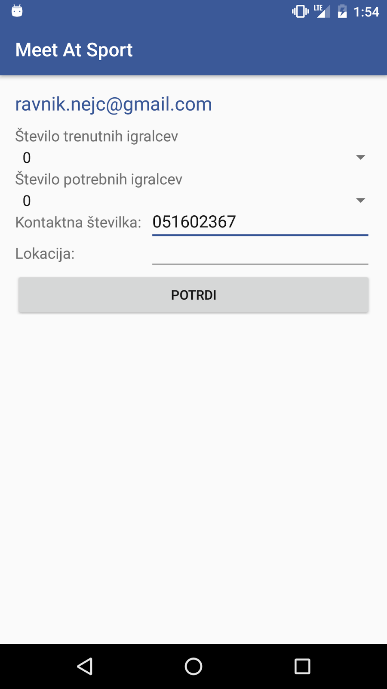 LTE 1:54
Meet At Sport
ravnik.nejc@gmail.com
Število trenutnih igralcev
0
Število potrebnih igralcev
0
Kontaktna številka: 051602367
Lokacija:
POTRDI